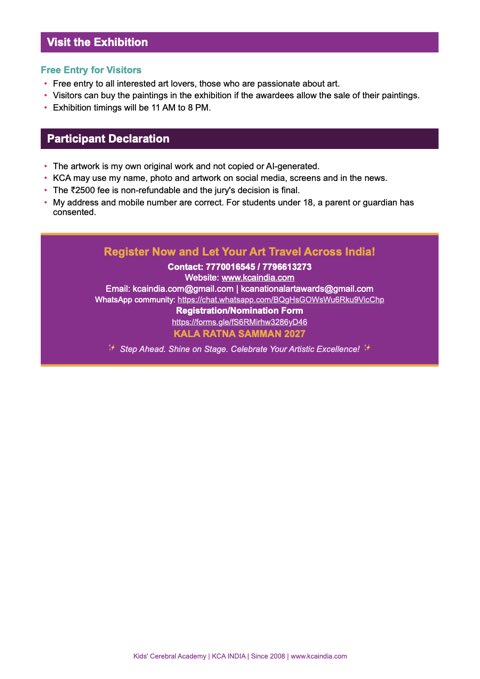 Visit the Exhibition
Free Entry for Visitors
• Free entry to all interested art lovers, those who are passionate about art.
• Visitors can buy the paintings in the exhibition if the awardees allow the sale of their paintings.
• Exhibition timings will be 11 AM to 8 PM.
Participant Declaration
• The artwork is my own original work and not copied or AI-generated.
• KCA may use my name, photo and artwork on social media, screens and in the news.
• The ₹2500 fee is non-refundable and the jury's decision is final.
• My address and mobile number are correct. For students under 18, a parent or guardian has
consented.
Register Now and Let Your Art Travel Across India!
Contact: 7770016545 / 7796613273
Website: www.kcaindia.com
Email: kcaindia.com@gmail.com | kcanationalartawards@gmail.com
WhatsApp community: https://chat.whatsapp.com/BQgHsGOWsWu6Rku9VicChp
Registration/Nomination Form
https://forms.gle/fS6RMirhw3286yD46
KALA RATNA SAMMAN 2027
✨ Step Ahead. Shine on Stage. Celebrate Your Artistic Excellence! ✨
Kids' Cerebral Academy | KCA INDIA | Since 2008 | www.kcaindia.com